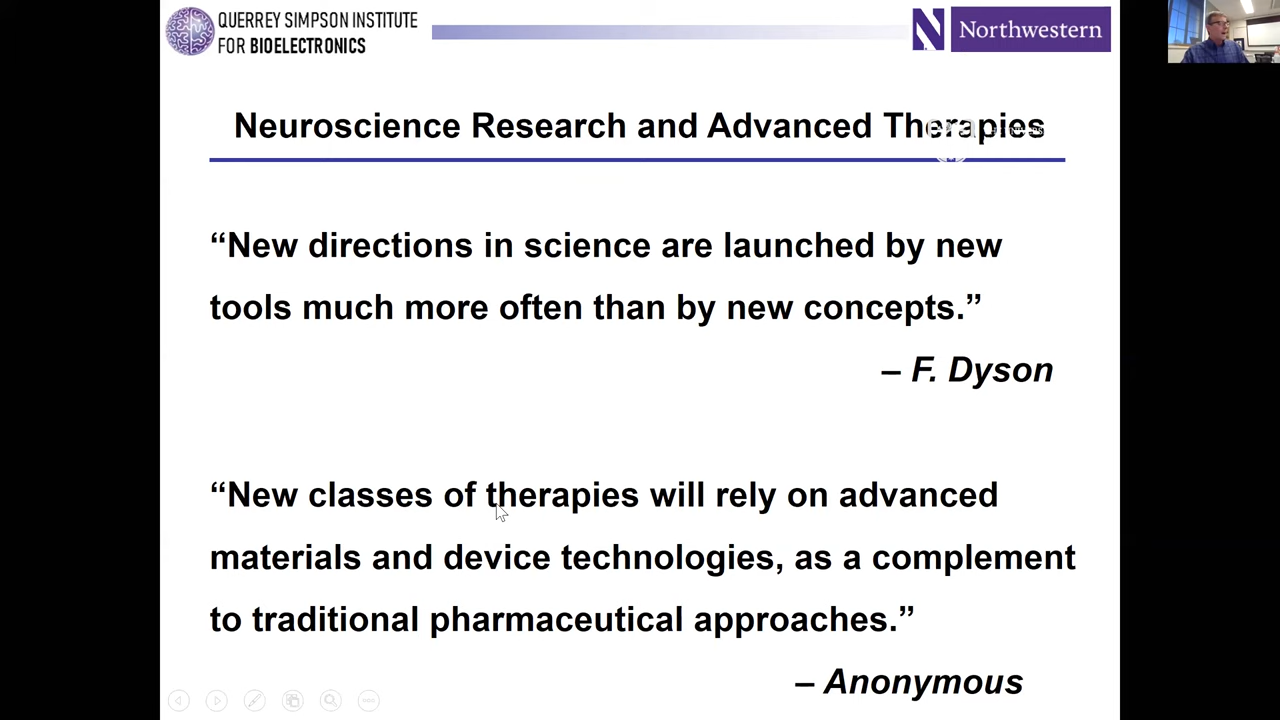 QUERREY SIMPSON INSTITUTE
FOR BIOELECTRONICS
Northwestern
Neuroscience Research and Advanced Therapies
“New directions in science are launched by new
tools much more often than by new concepts.”
– F. Dyson
“New classes of therapies will rely on advanced
materials and device technologies, as a complement
to traditional pharmaceutical approaches.”
– Anonymous